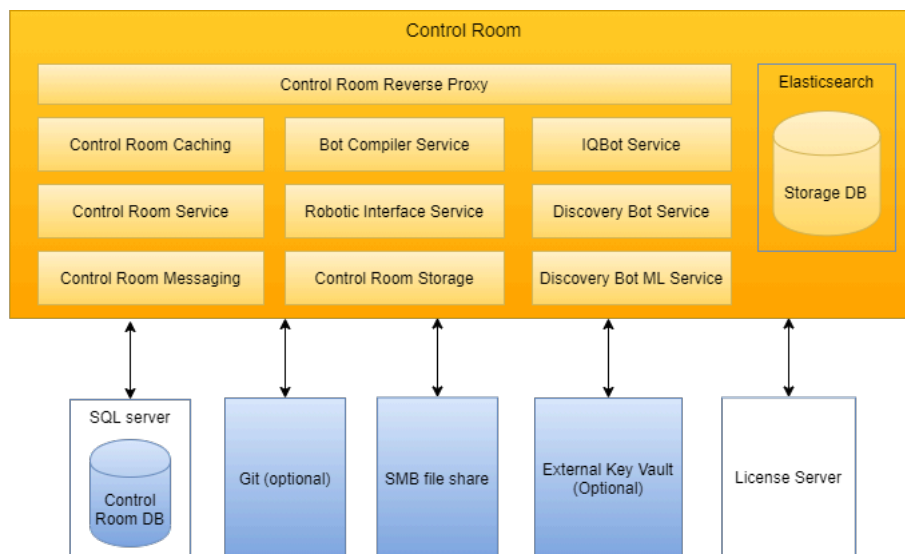 Control Room
Control Room Reverse Proxy
Elasticsearch
Control Room Caching
Bot Compiler Service
IQBot Service
Storage DB
Control Room Service
Robotic Interface Service
Discovery Bot Service
Control Room Messaging
Control Room Storage
Discovery Bot ML Service
SQL server
Control
Room DB
Git (optional)
SMB file share
External Key Vault
(Optional)
License Server